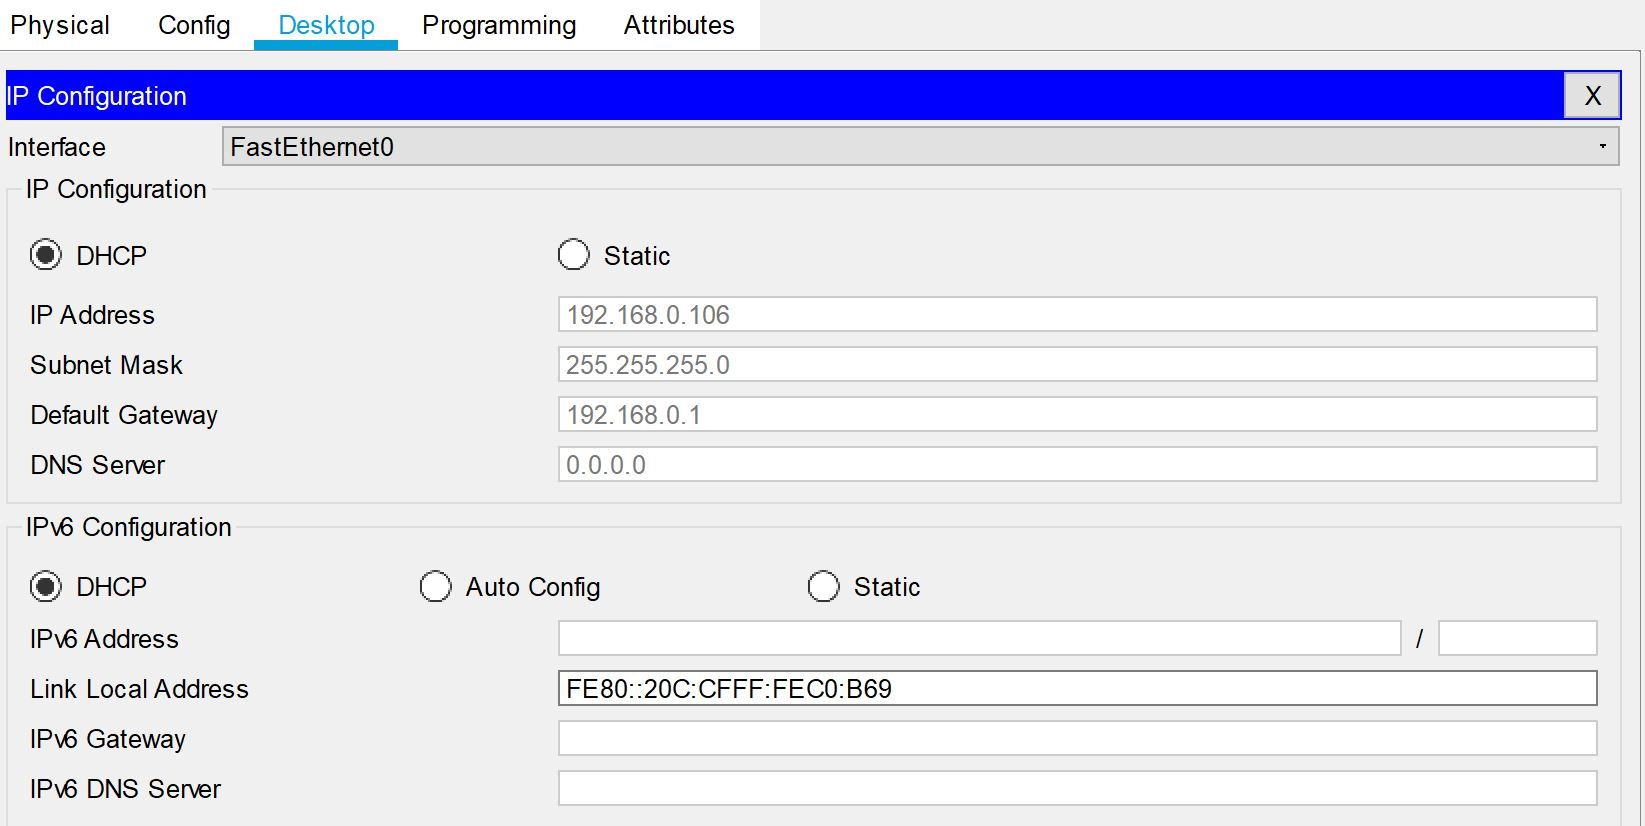 Physical Config Desktop Programming Attributes
IP Configuration X
Interface FastEthernet0
IP Configuration
DHCP Static
IP Address 192.168.0.106
Subnet Mask 255.255.255.0
Default Gateway 192.168.0.1
DNS Server 0.0.0.0
IPv6 Configuration
DHCP Auto Config Static
IPv6 Address /
Link Local Address FE80::20C:CFFF:FEC0:B69
IPv6 Gateway
IPv6 DNS Server